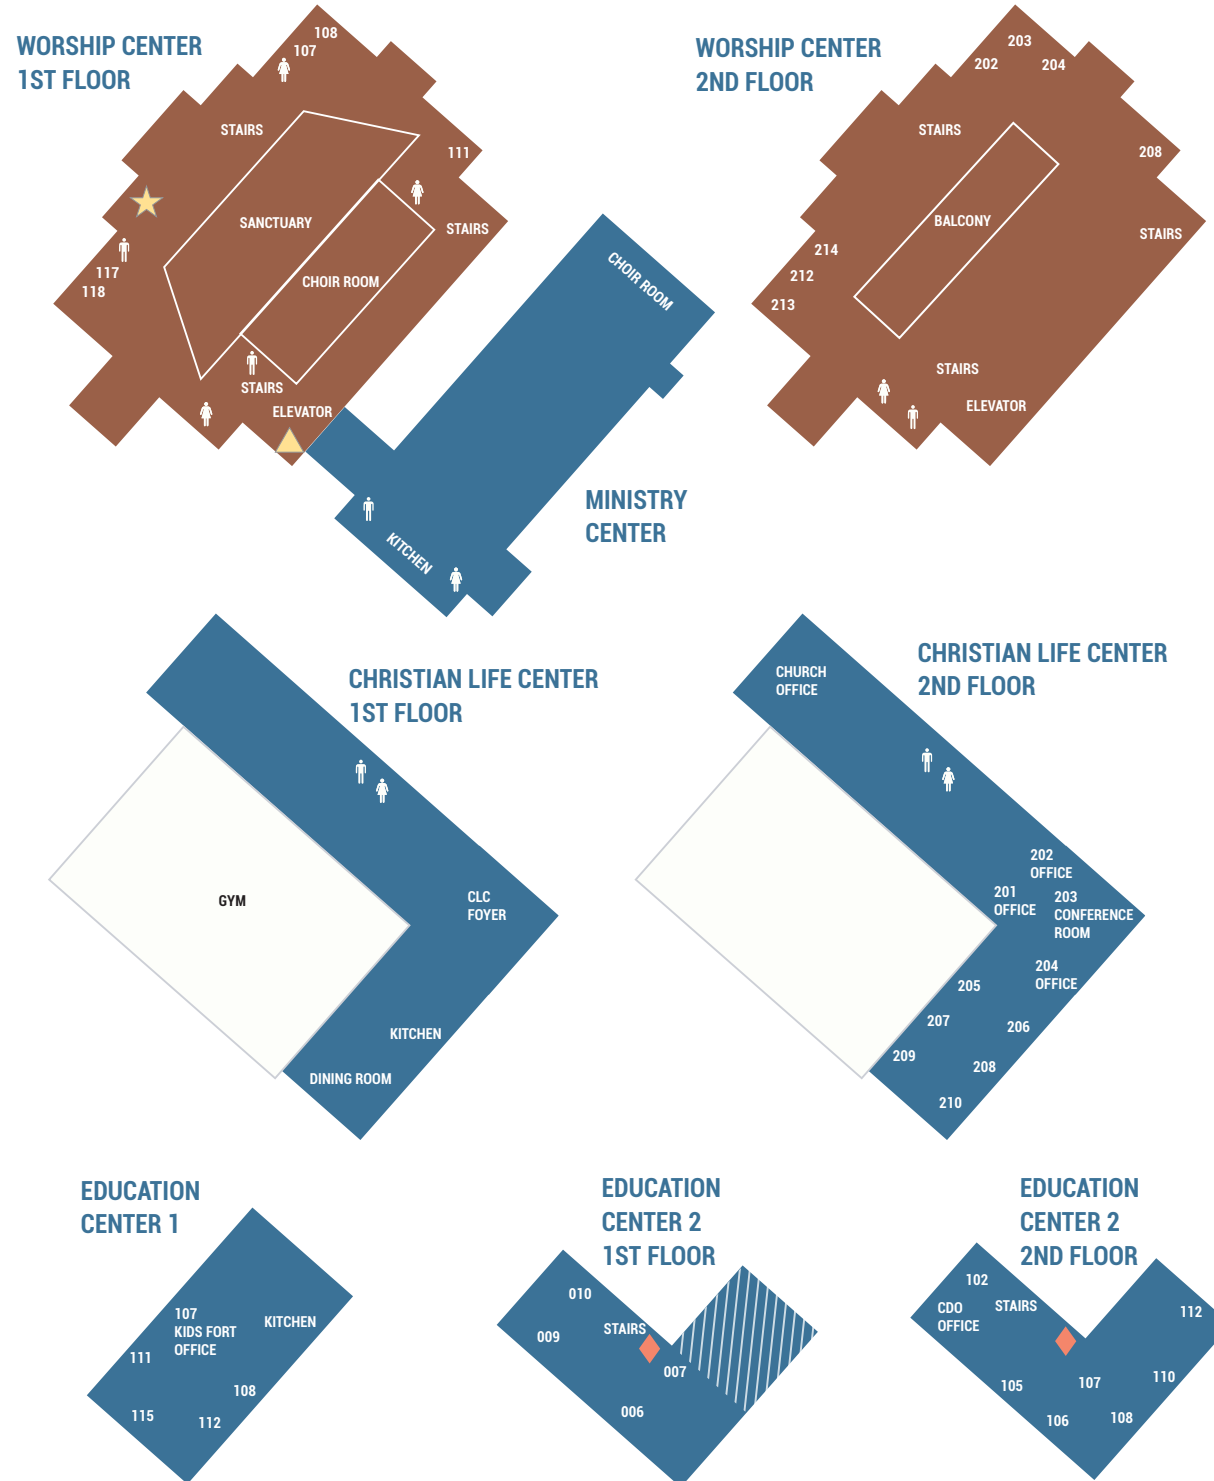 WORSHIP CENTER
1ST FLOOR
108
107
STAIRS
111
SANCTUARY
STAIRS
CHOIR ROOM
117
118
STAIRS
ELEVATOR
WORSHIP CENTER
2ND FLOOR
203
202
204
STAIRS
208
BALCONY
STAIRS
214
212
213
STAIRS
ELEVATOR
CHOIR ROOM
MINISTRY
CENTER
KITCHEN
CHRISTIAN LIFE CENTER
1ST FLOOR
GYM
CLC
FOYER
KITCHEN
DINING ROOM
CHRISTIAN LIFE CENTER
2ND FLOOR
CHURCH
OFFICE
202
OFFICE
201
OFFICE
203
CONFERENCE
ROOM
204
OFFICE
205
207
206
209
208
210
EDUCATION
CENTER 1
107
KIDS FORT
OFFICE
KITCHEN
111
108
115
112
EDUCATION
CENTER 2
1ST FLOOR
010
STAIRS
009
007
006
EDUCATION
CENTER 2
2ND FLOOR
102
CDO
OFFICE
STAIRS
112
105
107
110
106
108